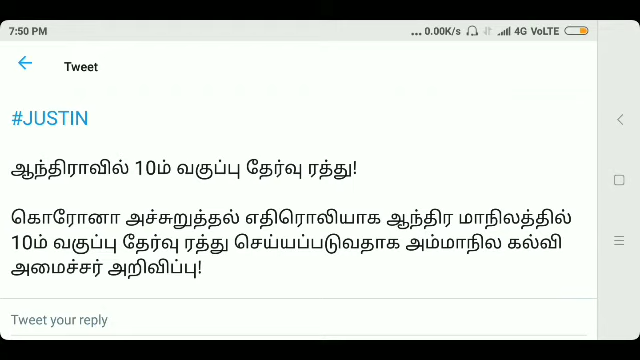 7:50 PM ... 0.00K/s 4G VoLTE
Tweet
#JUSTIN
ஆந்திராவில் 10ம் வகுப்பு தேர்வு ரத்து!
கொரோனா அச்சுறுத்தல் எதிரொலியாக ஆந்திர மாநிலத்தில்
10ம் வகுப்பு தேர்வு ரத்து செய்யப்படுவதாக அம்மாநில கல்வி
அமைச்சர் அறிவிப்பு!
Tweet your reply